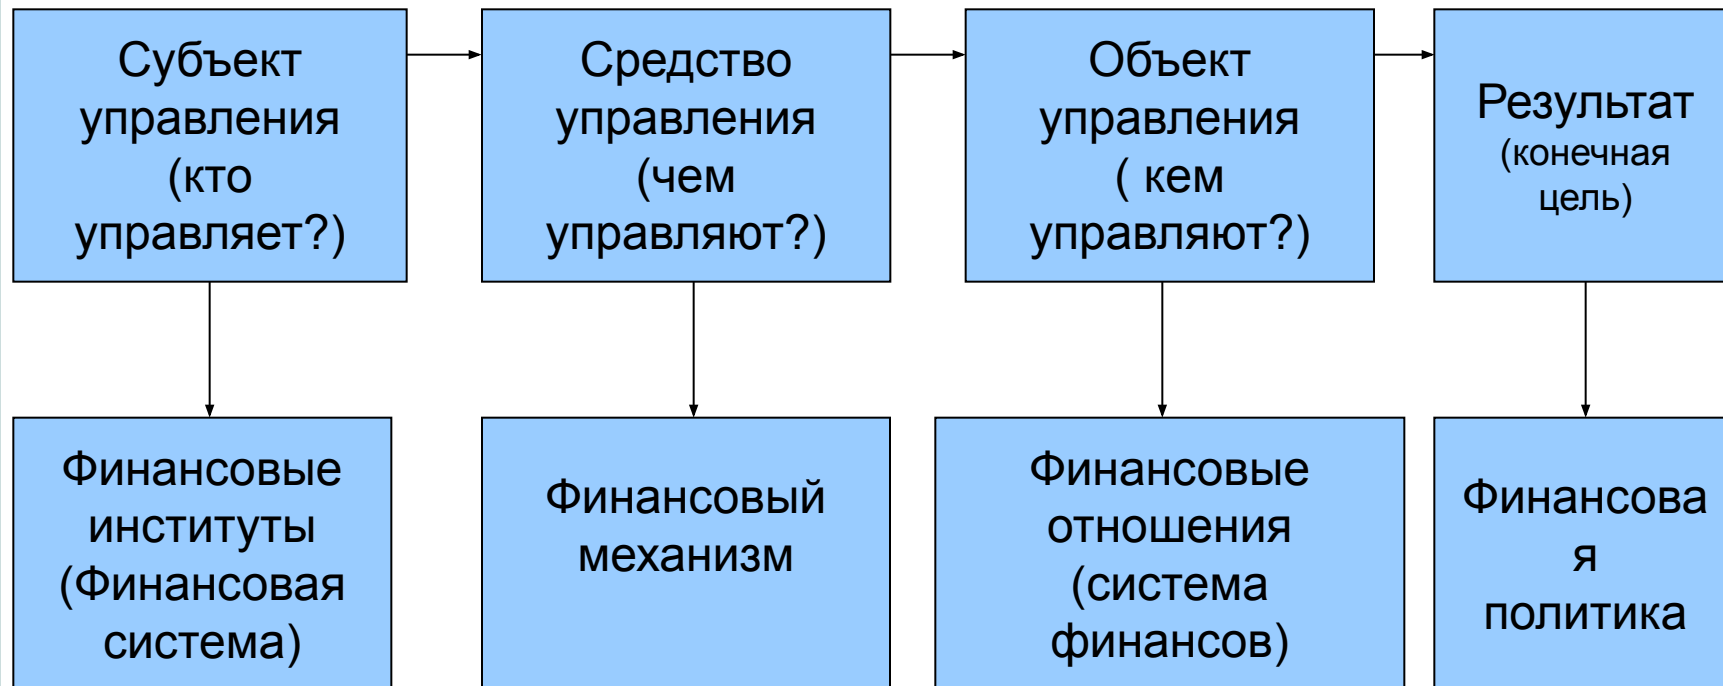 Субъект
управления
(кто
управляет?)
Средство
управления
(чем
управляют?)
Объект
управления
( кем
управляют?)
Результат
(конечная
цель)
Финансовые
институты
(Финансовая
система)
Финансовый
механизм
Финансовые
отношения
(система
финансов)
Финансова
я
политика